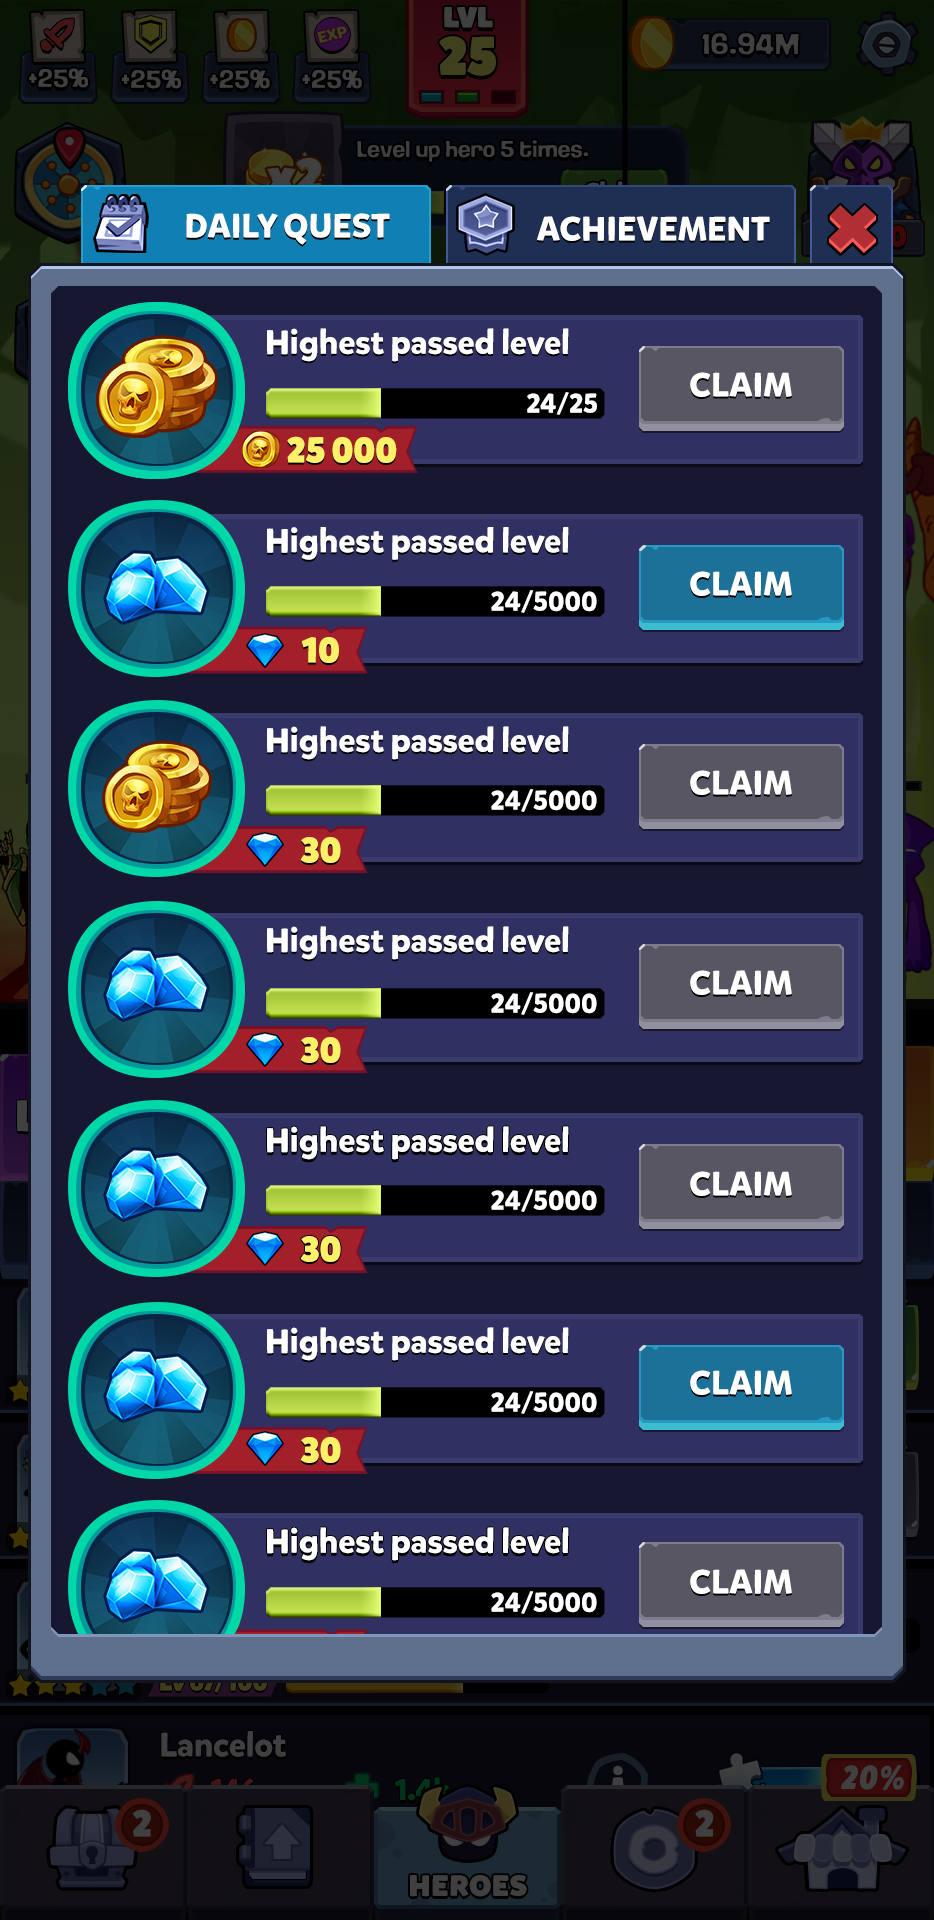 LVL
25
16.94M
+25%
+25%
+25%
EXP
+25%
Level up hero 5 times.
x2
DAILY QUEST
ACHIEVEMENT
Highest passed level
24/25
CLAIM
25 000
Highest passed level
24/5000
CLAIM
10
Highest passed level
24/5000
CLAIM
30
Highest passed level
24/5000
CLAIM
30
Highest passed level
24/5000
CLAIM
30
Highest passed level
24/5000
CLAIM
30
Highest passed level
24/5000
CLAIM
Lancelot
20%
2
2
HEROES